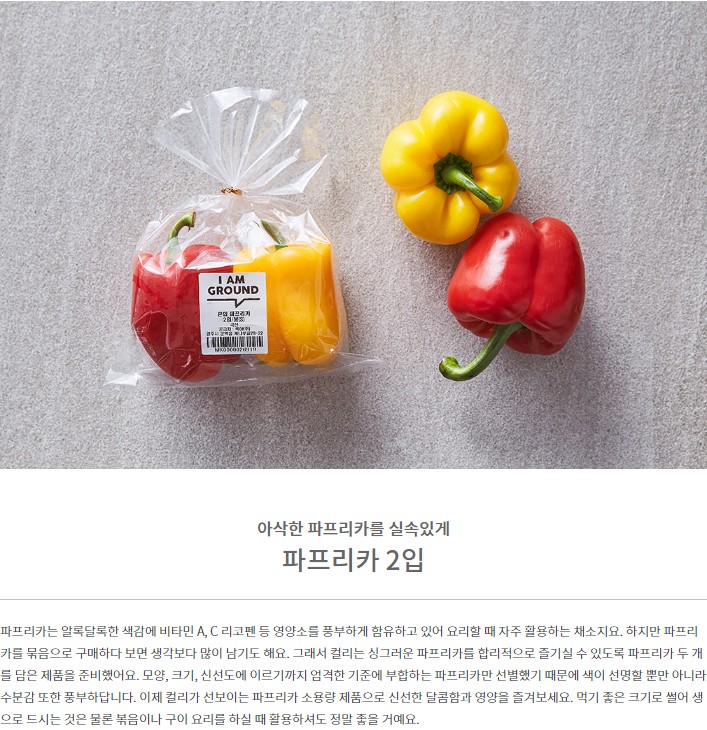 I AM
GROUND
파프리카
국산
아삭한 파프리카를 실속있게
파프리카 2입
파프리카는 알록달록한 색감에 비타민 A, C 리코펜 등 영양소를 풍부하게 함유하고 있어 요리할 때 자주 활용하는 채소지요. 하지만 파프리
카를 묶음으로 구매하다 보면 생각보다 많이 남기도 해요. 그래서 컬리는 싱그러운 파프리카를 합리적으로 즐기실 수 있도록 파프리카 두 개
를 담은 제품을 준비했어요. 모양, 크기, 신선도에 이르기까지 엄격한 기준에 부합하는 파프리카만 선별했기 때문에 색이 선명할 뿐만 아니라
수분감 또한 풍부하답니다. 이제 컬리가 선보이는 파프리카 소용량 제품으로 신선한 달콤함과 영양을 즐겨보세요. 먹기 좋은 크기로 썰어 생
으로 드시는 것은 물론 볶음이나 구이 요리를 하실 때 활용하셔도 정말 좋을 거예요.